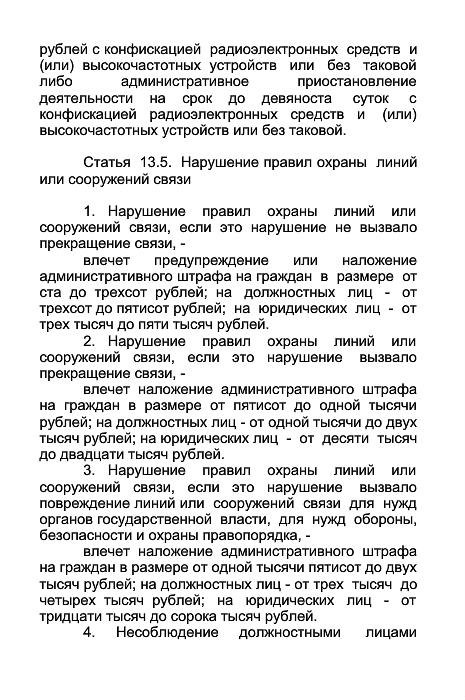 рублей с конфискацией радиоэлектронных средств и
(или) высокочастотных устройств или без таковой
либо административное приостановление
деятельности на срок до девяноста суток с
конфискацией радиоэлектронных средств и (или)
высокочастотных устройств или без таковой.
Статья 13.5. Нарушение правил охраны линий
или сооружений связи
1. Нарушение правил охраны линий или
сооружений связи, если это нарушение не вызвало
прекращение связи, -
влечет предупреждение или наложение
административного штрафа на граждан в размере от
ста до трехсот рублей; на должностных лиц - от
трехсот до пятисот рублей; на юридических лиц - от
трех тысяч до пяти тысяч рублей.
2. Нарушение правил охраны линий или
сооружений связи, если это нарушение вызвало
прекращение связи, -
влечет наложение административного штрафа
на граждан в размере от пятисот до одной тысячи
рублей; на должностных лиц - от одной тысячи до двух
тысяч рублей; на юридических лиц - от десяти тысяч
до двадцати тысяч рублей.
3. Нарушение правил охраны линий или
сооружений связи, если это нарушение вызвало
повреждение линий или сооружений связи для нужд
органов государственной власти, для нужд обороны,
безопасности и охраны правопорядка, -
влечет наложение административного штрафа
на граждан в размере от одной тысячи пятисот до двух
тысяч рублей; на должностных лиц - от трех тысяч до
четырех тысяч рублей; на юридических лиц - от
тридцати тысяч до сорока тысяч рублей.
4. Несоблюдение должностными лицами